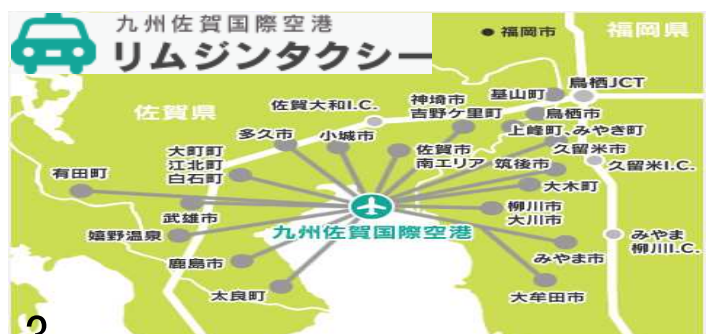 九州佐賀国際空港
リムジンタクシー
●福岡市
福岡県
鳥栖JCT
基山町
神埼市
吉野ケ里町
鳥栖市
佐賀大和I.C.
佐賀県
上峰町、みやき町
多久市
小城市
久留米市
大町町
江北町
白石町
佐賀市
南エリア
筑後市
久留米I.C.
有田町
大木町
武雄市
柳川市
大川市
九州佐賀国際空港
嬉野温泉
みやま
柳川I.C.
みやま市
鹿島市
太良町
大牟田市